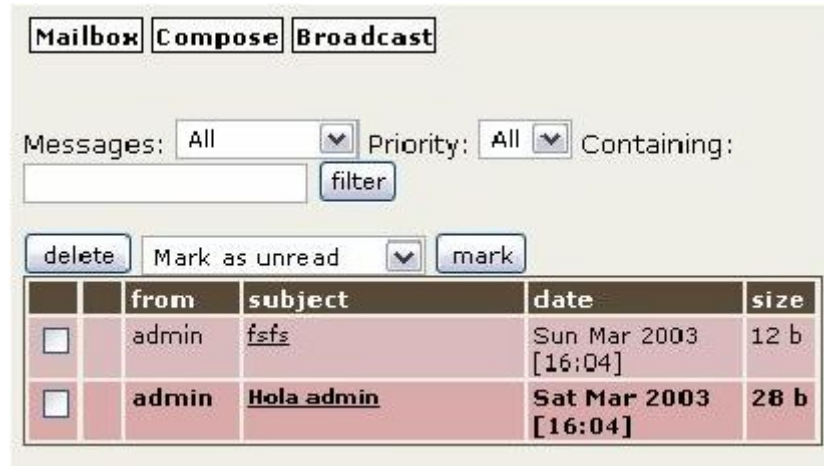 Mailbox Compose Broadcast
Messages: All Priority: All Containing:
filter
delete Mark as unread mark
from subject date size
admin fsfs Sun Mar 2003 12 b
[16:04]
admin Hola admin Sat Mar 2003 28 b
[16:04]